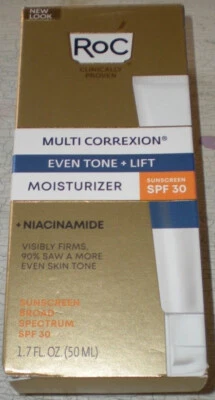 NEW LOOK
RoC
CLINICALLY
PROVEN
MULTI CORREXION®
EVEN TONE + LIFT
MOISTURIZER
SUNSCREEN
SPF 30
+ NIACINAMIDE
VISIBLY FIRMS,
90% SAW A MORE
EVEN SKIN TONE
SUNSCREEN
BROAD
SPECTRUM
SPF 30
1.7 FL OZ (50 ML)